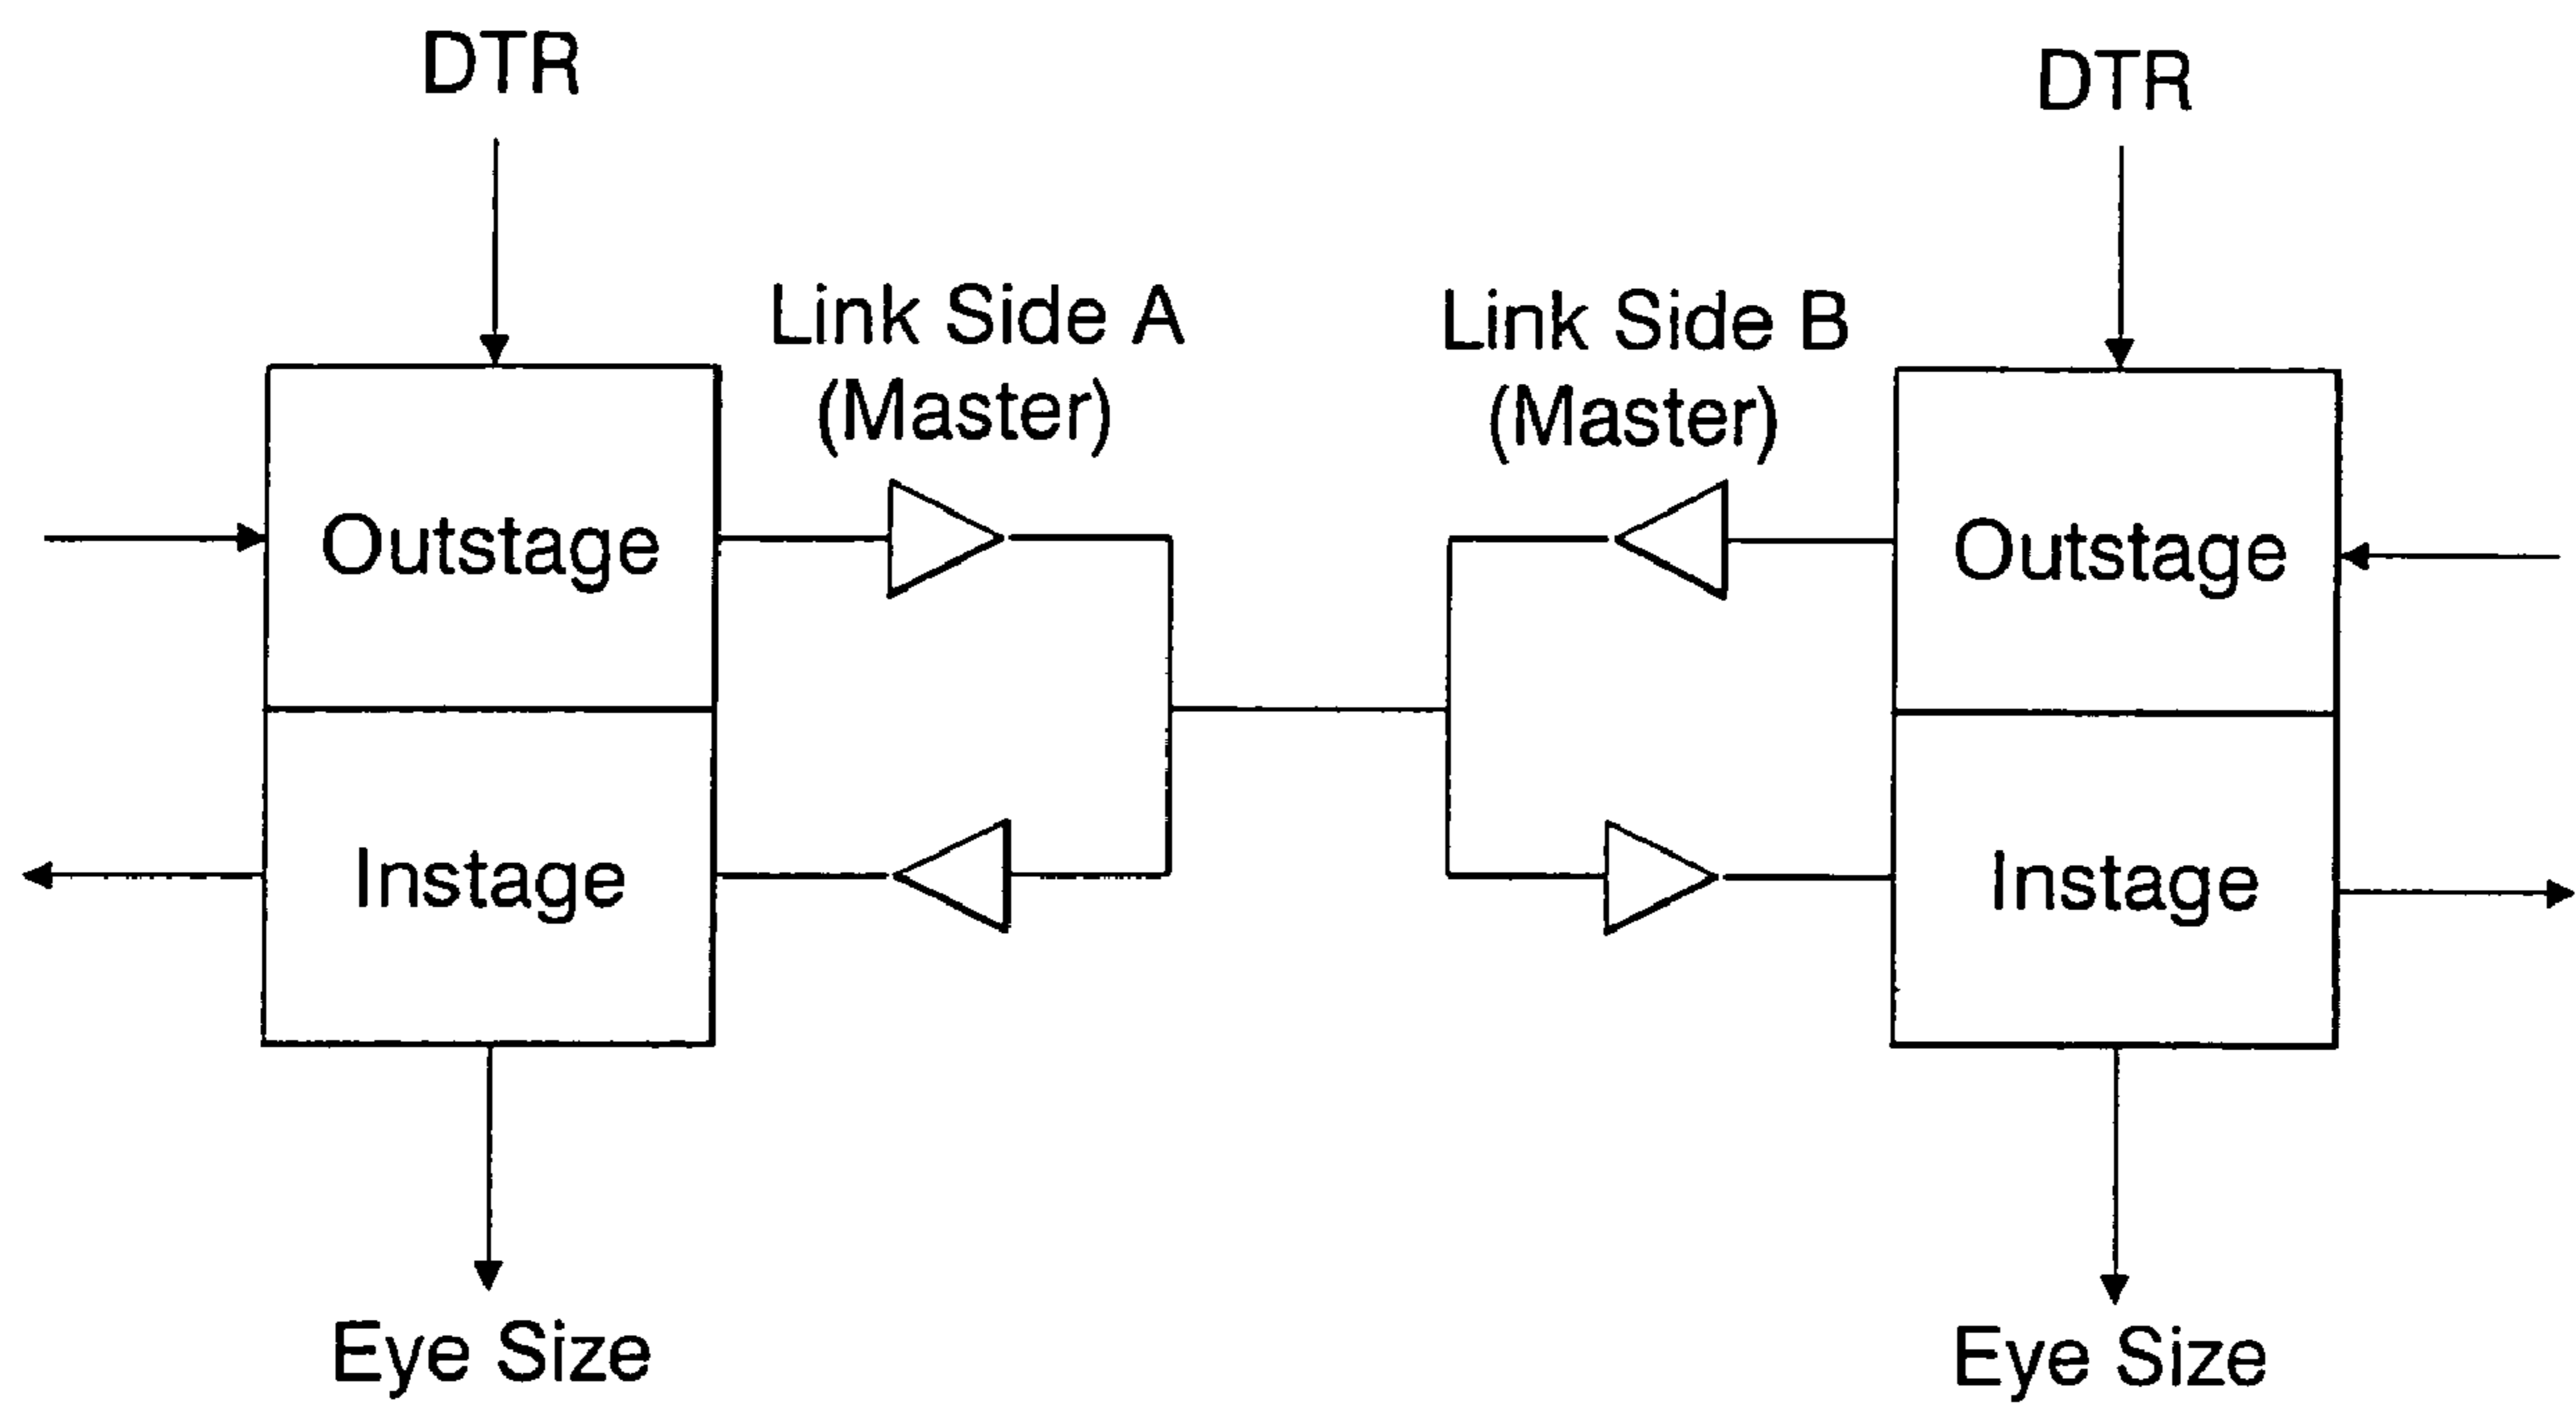 DTR
DTR
Link Side A
(Master)
Link Side B
(Master)
Outstage
Outstage
Instage
Instage
Eye Size
Eye Size